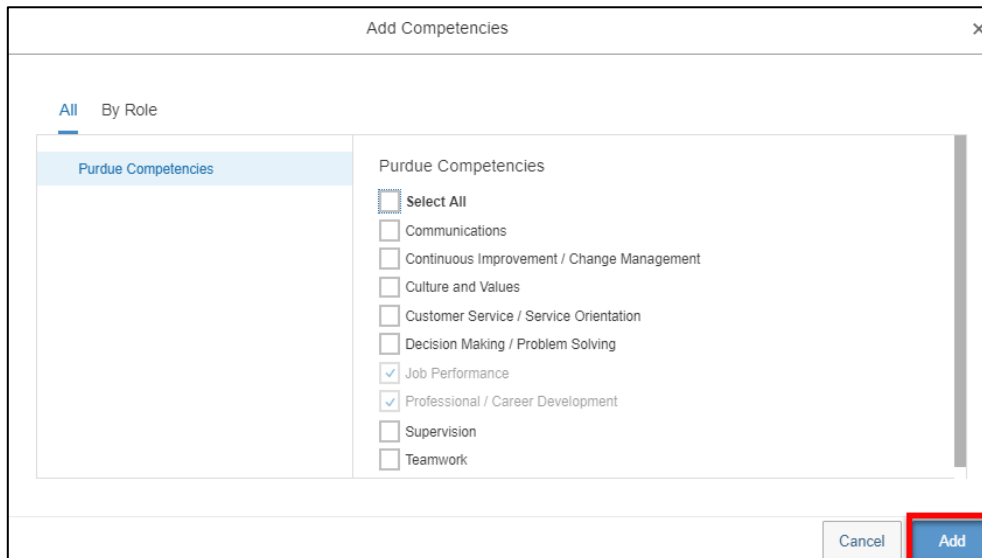 Add Competencies
All By Role
Purdue Competencies
Purdue Competencies
Select All
Communications
Continuous Improvement / Change Management
Culture and Values
Customer Service / Service Orientation
Decision Making / Problem Solving
Job Performance
Professional / Career Development
Supervision
Teamwork
Cancel Add